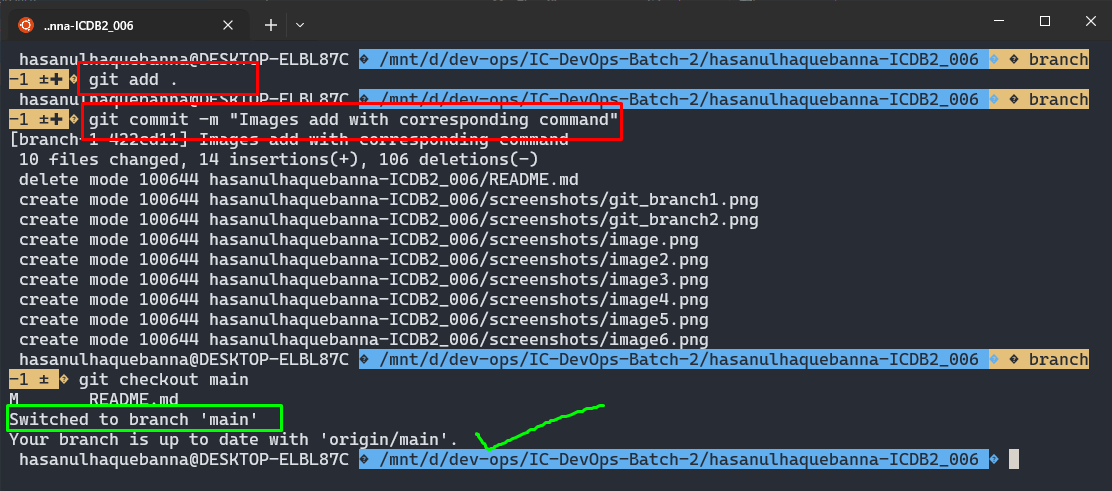 ..nna-ICDB2_006
hasanulhaquebanna@DESKTOP-ELBL87C � /mnt/d/dev-ops/IC-DevOps-Batch-2/hasanulhaquebanna-ICDB2_006 � � branch
-1 ±✚� git add .
hasanulhaquebanna@DESKTOP-ELBL87C � /mnt/d/dev-ops/IC-DevOps-Batch-2/hasanulhaquebanna-ICDB2_006 � � branch
-1 ±✚� git commit -m "Images add with corresponding command"
[branch-1 422cd11] Images add with corresponding command
10 files changed, 14 insertions(+), 106 deletions(-)
delete mode 100644 hasanulhaquebanna-ICDB2_006/README.md
create mode 100644 hasanulhaquebanna-ICDB2_006/screenshots/git_branch1.png
create mode 100644 hasanulhaquebanna-ICDB2_006/screenshots/git_branch2.png
create mode 100644 hasanulhaquebanna-ICDB2_006/screenshots/image.png
create mode 100644 hasanulhaquebanna-ICDB2_006/screenshots/image2.png
create mode 100644 hasanulhaquebanna-ICDB2_006/screenshots/image3.png
create mode 100644 hasanulhaquebanna-ICDB2_006/screenshots/image4.png
create mode 100644 hasanulhaquebanna-ICDB2_006/screenshots/image5.png
create mode 100644 hasanulhaquebanna-ICDB2_006/screenshots/image6.png
hasanulhaquebanna@DESKTOP-ELBL87C � /mnt/d/dev-ops/IC-DevOps-Batch-2/hasanulhaquebanna-ICDB2_006 � � branch
-1 ± � git checkout main
M README.md
Switched to branch 'main'
Your branch is up to date with 'origin/main'.
hasanulhaquebanna@DESKTOP-ELBL87C � /mnt/d/dev-ops/IC-DevOps-Batch-2/hasanulhaquebanna-ICDB2_006 �